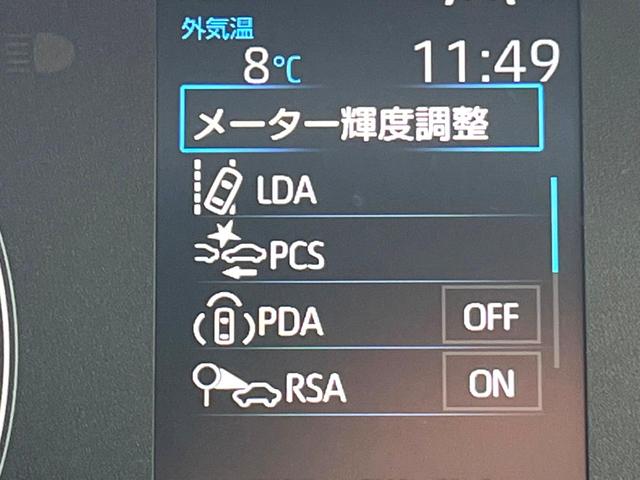 外気温
8℃ 11:49
メーター輝度調整
LDA
PCS
PDA OFF
RSA ON